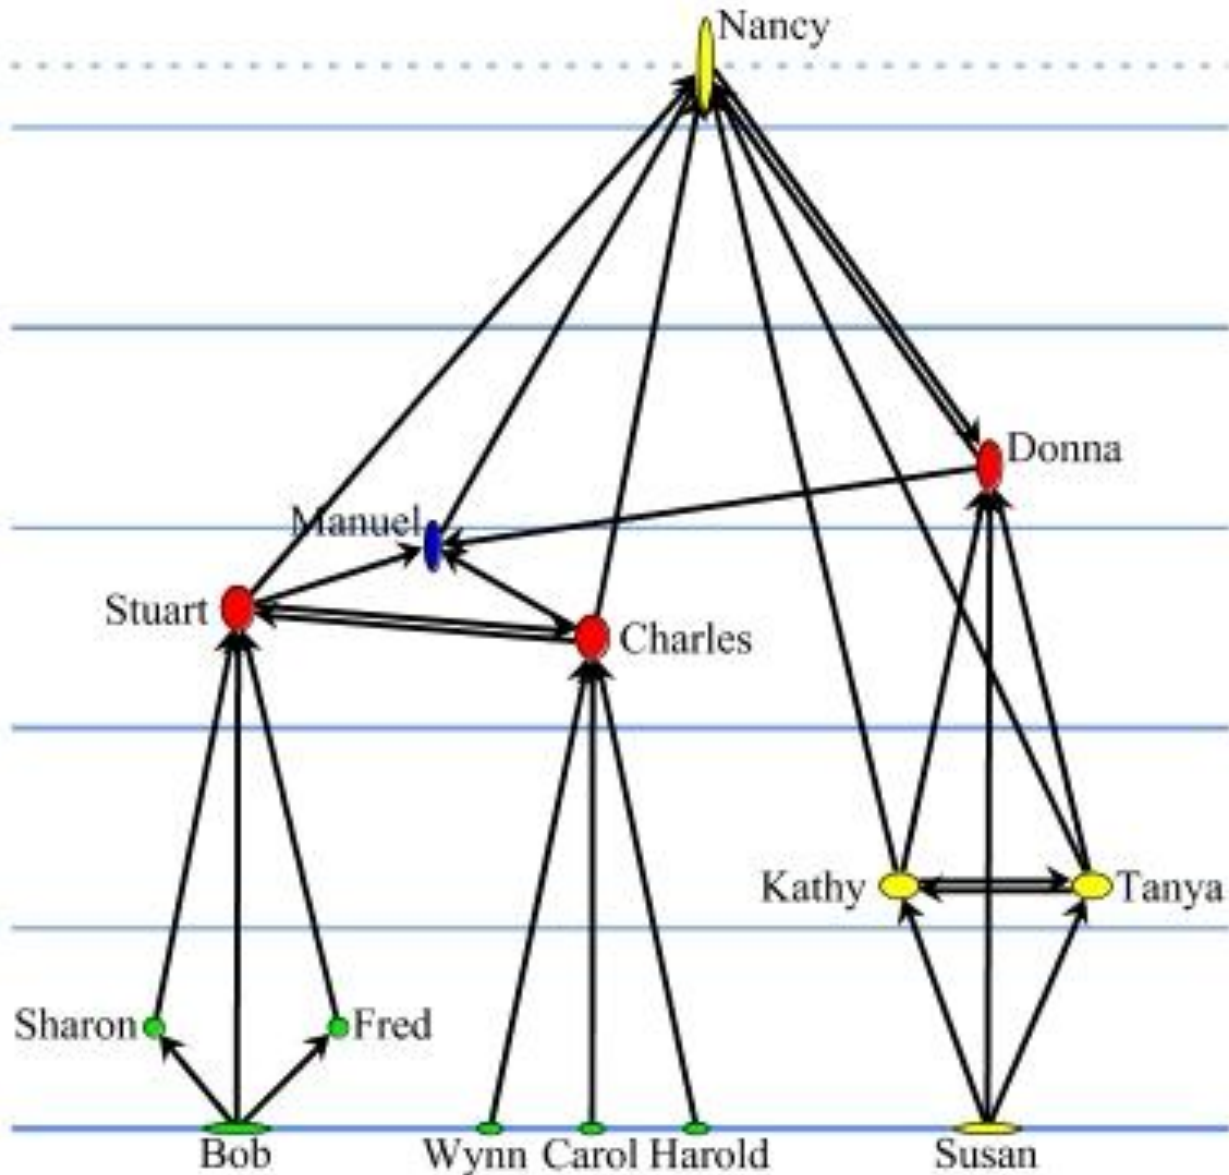 Nancy
Donna
Manuel
Stuart
Charles
Kathy
Tanya
Sharon
Fred
Bob
Wynn
Carol
Harold
Susan